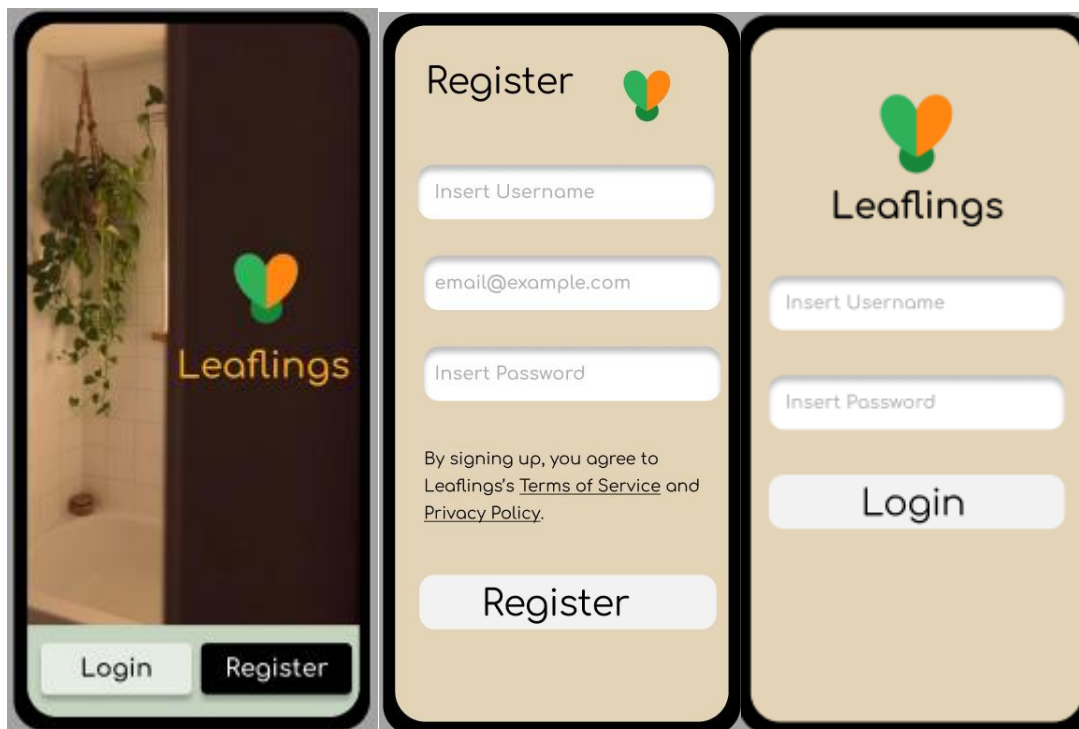 Leaflings
Login
Register
Register
Insert Username
email@example.com
Insert Password
By signing up, you agree to
Leaflings's Terms of Service and
Privacy Policy.
Register
Leaflings
Insert Username
Insert Password
Login